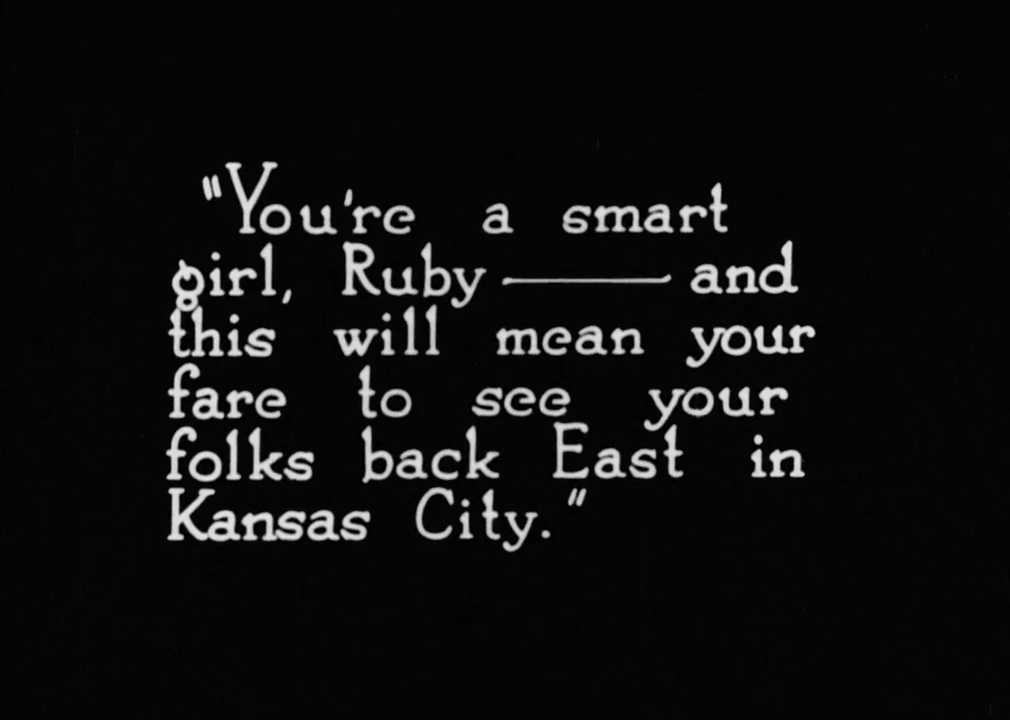 "You're a smart
girl, Ruby —— and
this will mean your
fare to see your
folks back East in
Kansas City."